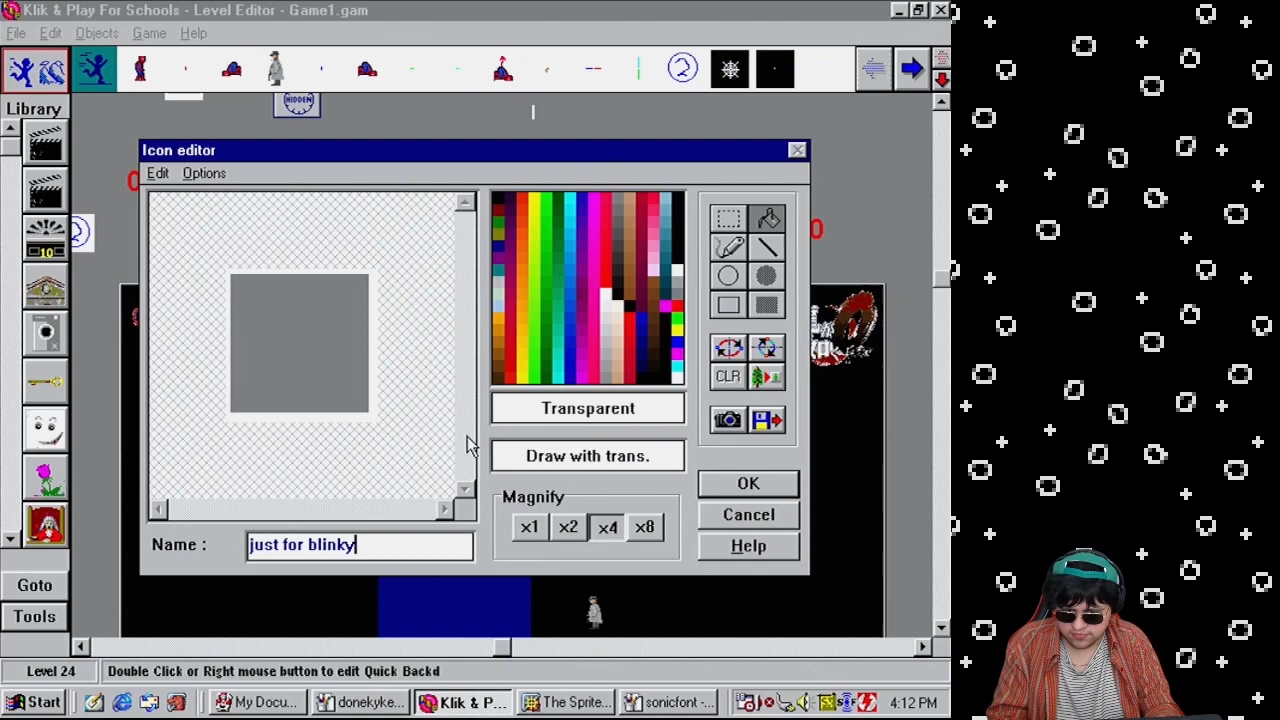 Klik & Play For Schools - Level Editor - Game1.gam
File Edit Objects Game Help
Library
HIDDEN
10
0
0
Icon editor
Edit Options
CLR
Transparent
Draw with trans.
Magnify
x1 x2 x4 x8
OK
Cancel
Help
Name : just for blinky
Goto
Tools
Level 24 Double Click or Right mouse button to edit Quick Backd
Start My Docu... donekyke... Klik & P... The Sprite... sonicfont -... 4:12 PM